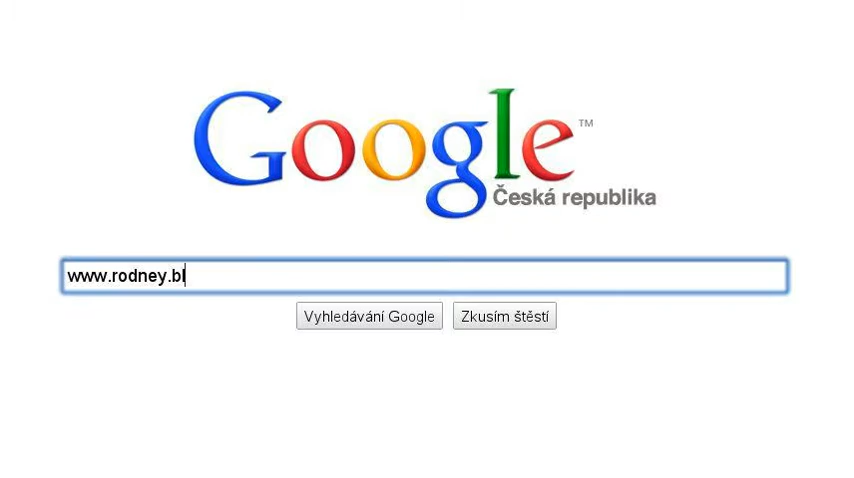 Google™
Česká republika
www.rodney.bl
Vyhledávání Google
Zkusím štěstí